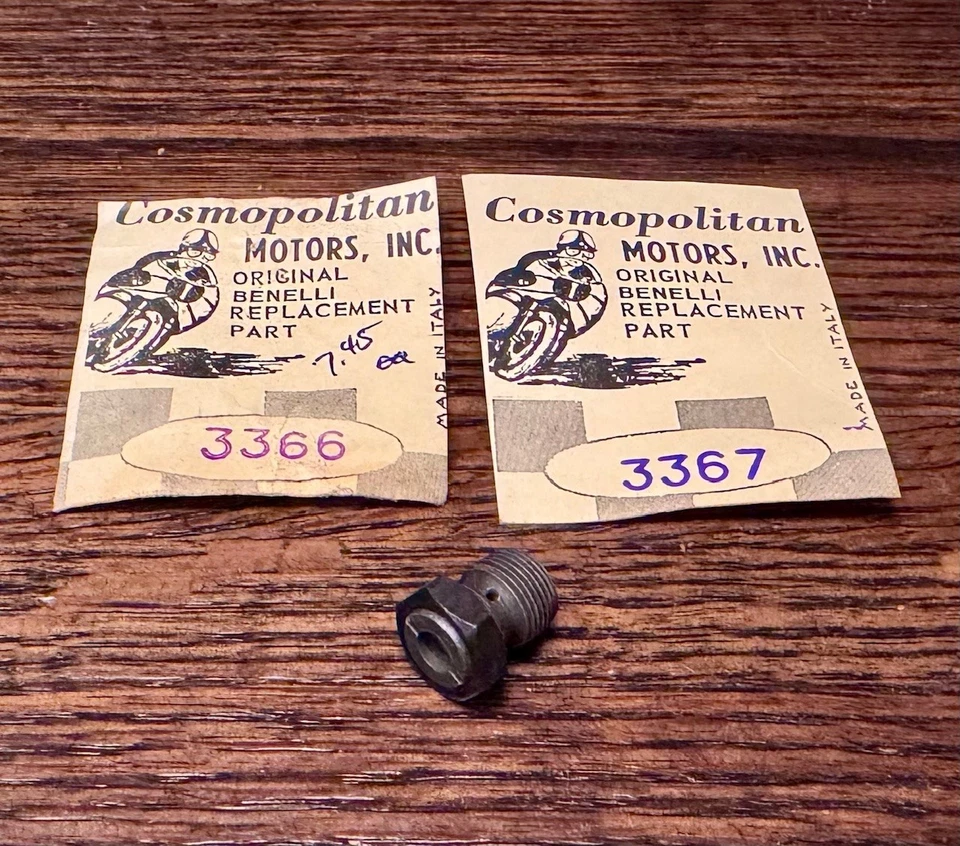 Cosmopolitan
MOTORS, INC.
ORIGINAL
BENELLI
REPLACEMENT
PART
7.45
ea
MADE IN ITALY
3366
Cosmopolitan
MOTORS, INC.
ORIGINAL
BENELLI
REPLACEMENT
PART
MADE IN ITALY
3367